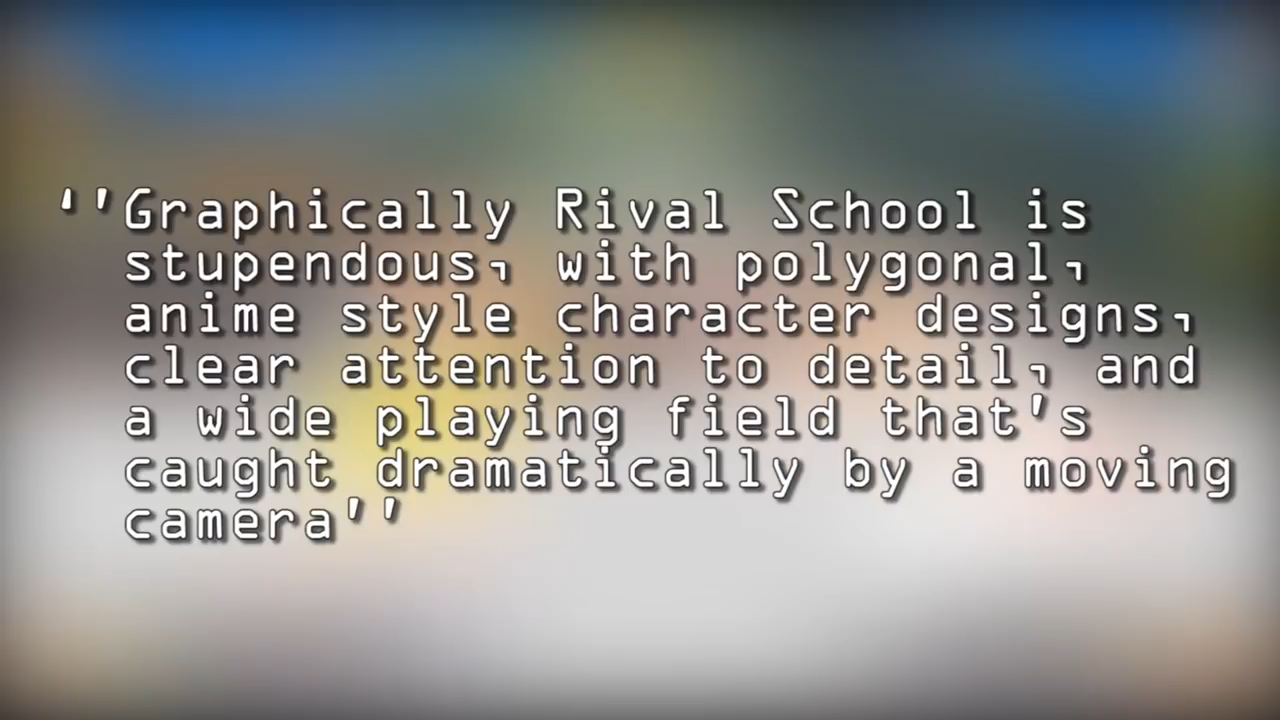 ‘'Graphically Rival School is
stupendous, with polygonal,
anime style character designs,
clear attention to detail, and
a wide playing field that's
caught dramatically by a moving
camera''